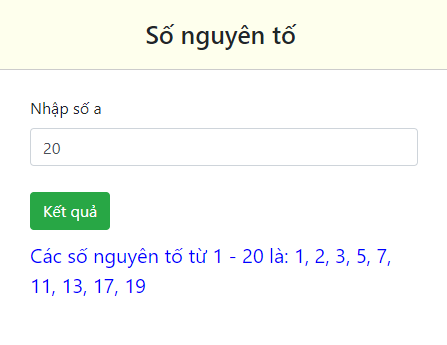 Số nguyên tố
Nhập số a
20
Kết quả
Các số nguyên tố từ 1 - 20 là: 1, 2, 3, 5, 7,
11, 13, 17, 19